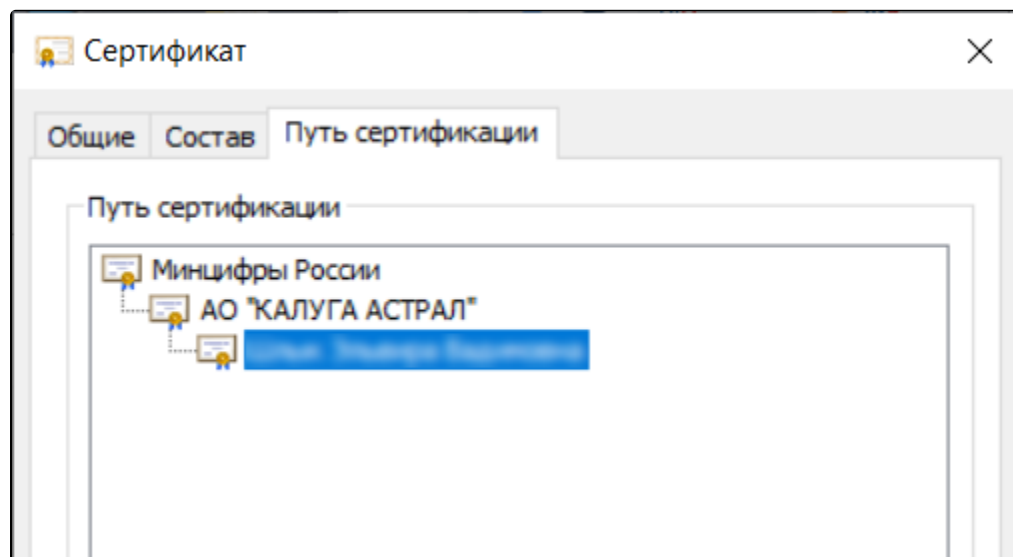 Сертификат
Общие Состав Путь сертификации
Путь сертификации
Минцифры России
АО "КАЛУГА АСТРАЛ"